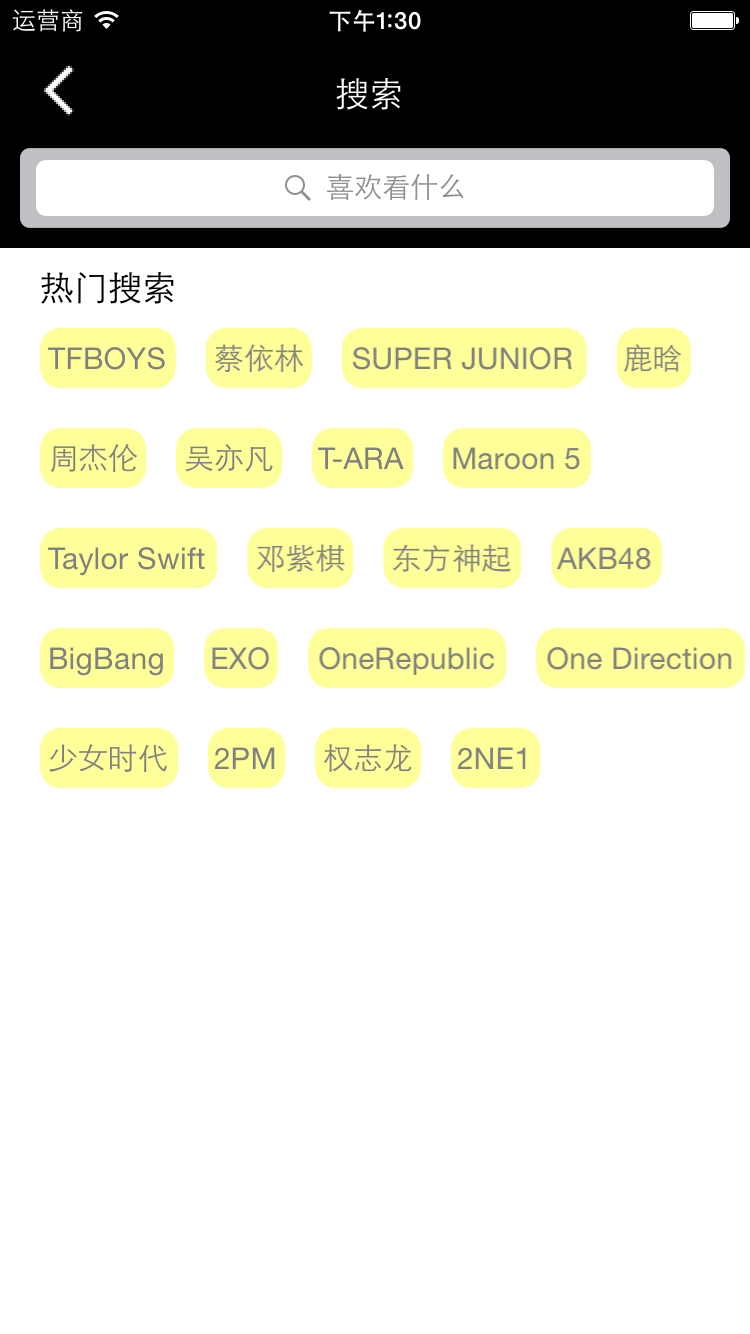 运营商 下午1:30
搜索
喜欢看什么
热门搜索
TFBOYS 蔡依林 SUPER JUNIOR 鹿晗
周杰伦 吴亦凡 T-ARA Maroon 5
Taylor Swift 邓紫棋 东方神起 AKB48
BigBang EXO OneRepublic One Direction
少女时代 2PM 权志龙 2NE1